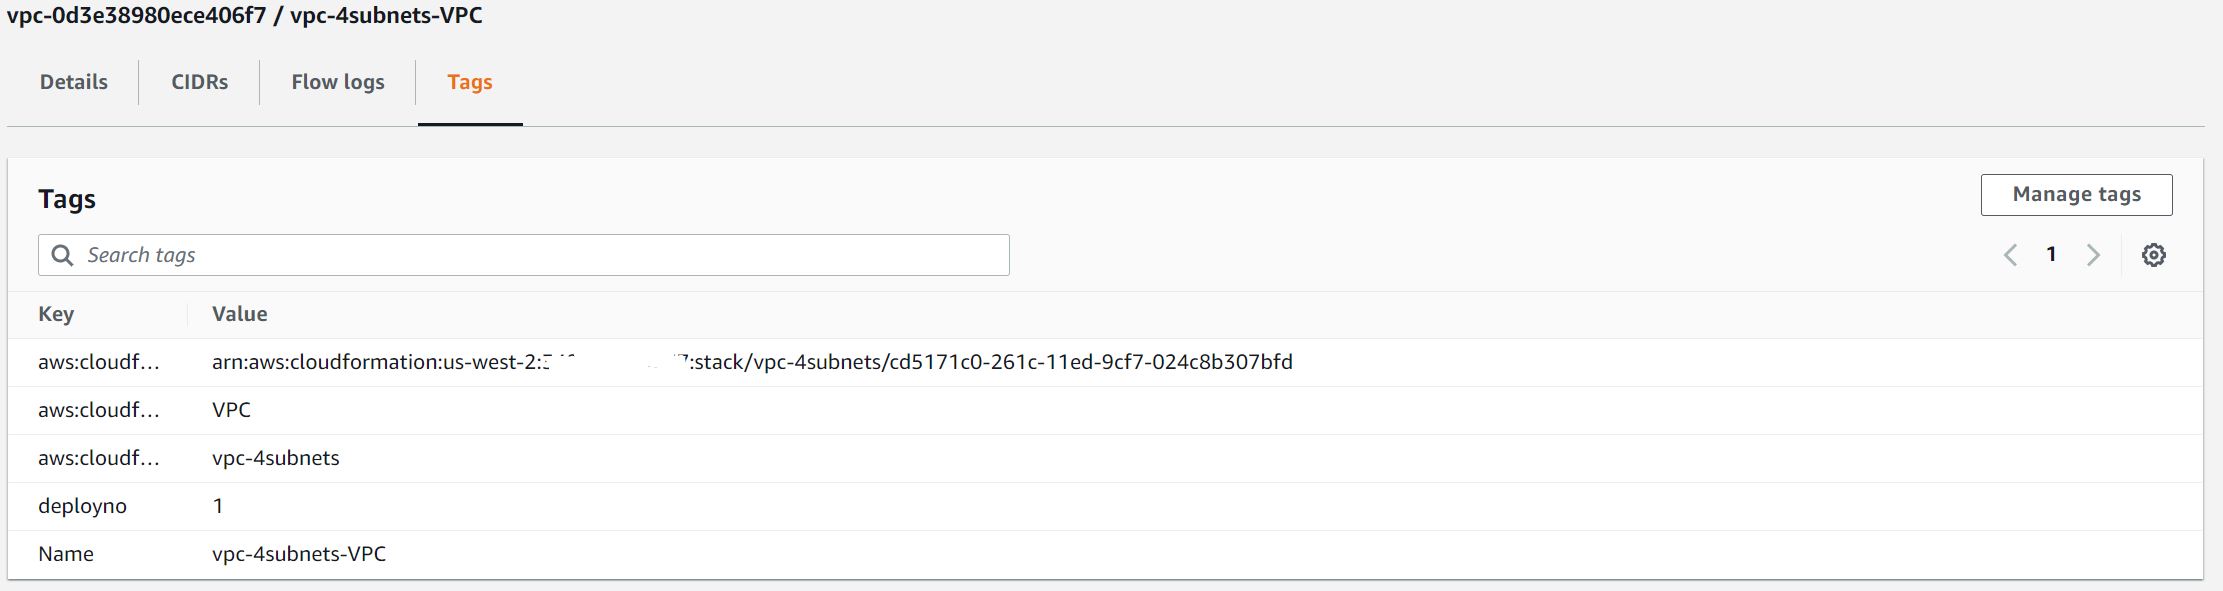 vpc-0d3e38980ece406f7 / vpc-4subnets-VPC
Details CIDRs Flow logs Tags
Tags
Manage tags
Search tags
1
Key Value
aws:cloudf... arn:aws:cloudformation:us-west-2: :stack/vpc-4subnets/cd5171c0-261c-11ed-9cf7-024c8b307bfd
aws:cloudf... VPC
aws:cloudf... vpc-4subnets
deployno 1
Name vpc-4subnets-VPC